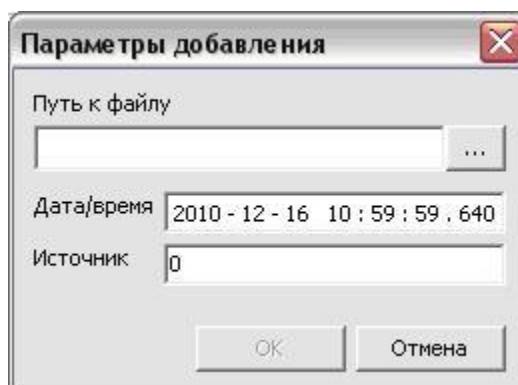 Параметры добавления
Путь к файлу
...
Дата/время 2010 - 12 - 16 10 : 59 : 59 . 640
Источник 0
OK Отмена